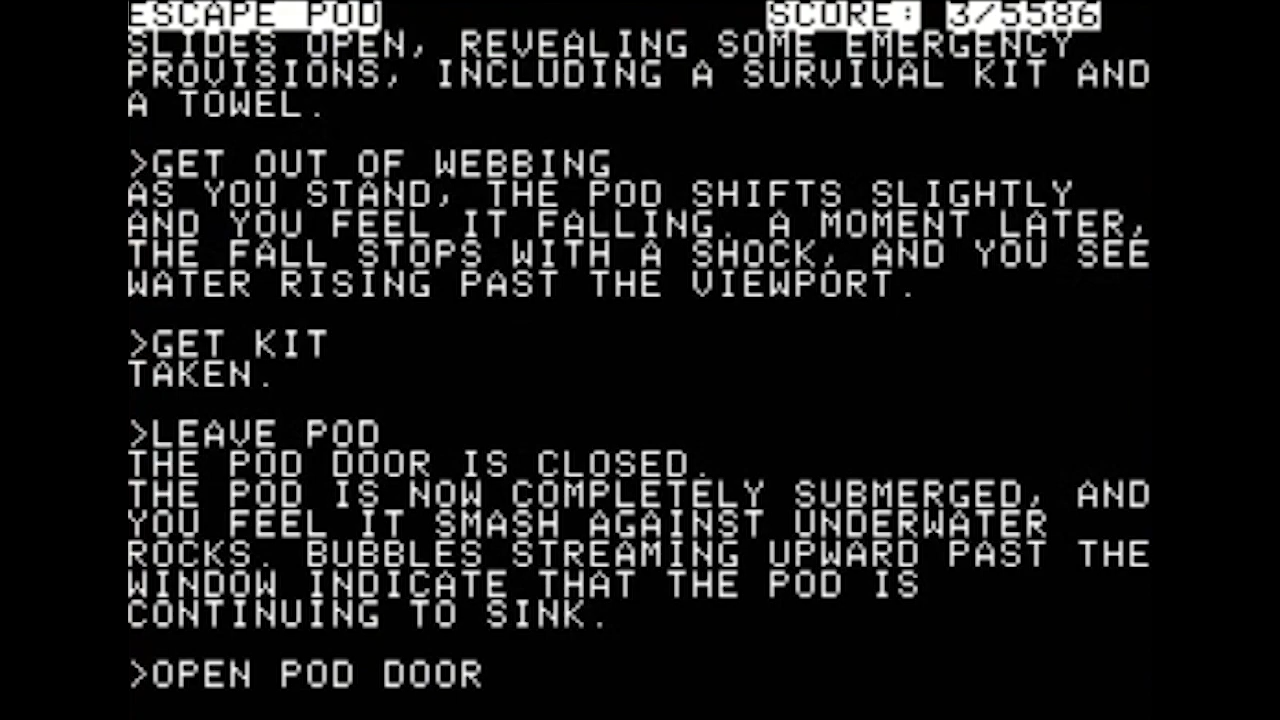 ESCAPE POD SCORE: 3/5586
SLIDES OPEN, REVEALING SOME EMERGENCY
PROVISIONS, INCLUDING A SURVIVAL KIT AND
A TOWEL.
>GET OUT OF WEBBING
AS YOU STAND, THE POD SHIFTS SLIGHTLY
AND YOU FEEL IT FALLING. A MOMENT LATER,
THE FALL STOPS WITH A SHOCK, AND YOU SEE
WATER RISING PAST THE VIEWPORT.
>GET KIT
TAKEN.
>LEAVE POD
THE POD DOOR IS CLOSED.
THE POD IS NOW COMPLETELY SUBMERGED, AND
YOU FEEL IT SMASH AGAINST UNDERWATER
ROCKS. BUBBLES STREAMING UPWARD PAST THE
WINDOW INDICATE THAT THE POD IS
CONTINUING TO SINK.
>OPEN POD DOOR